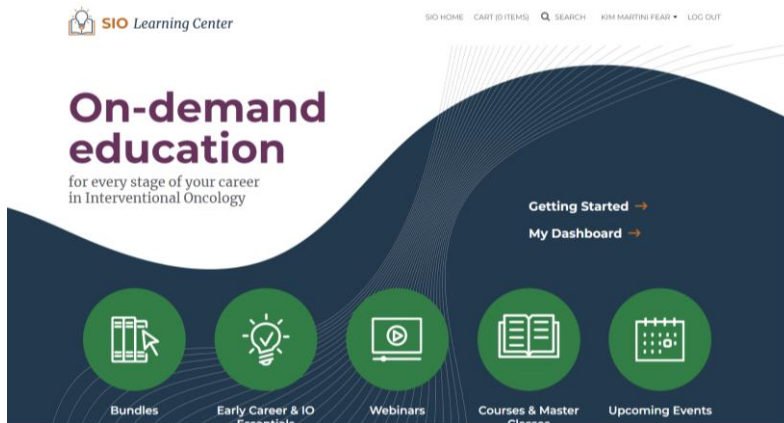 SIO Learning Center
SIO HOME CART (0 ITEMS) SEARCH KIM MARTINI FEAR LOG OUT
On-demand
education
for every stage of your career
in Interventional Oncology
Getting Started →
My Dashboard →
Bundles
Early Career & IO
Essentials
Webinars
Courses & Master
Classes
Upcoming Events